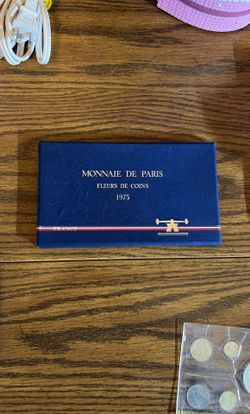 MONNAIE DE PARIS
FLEURS DE COINS
1975
FRANCE